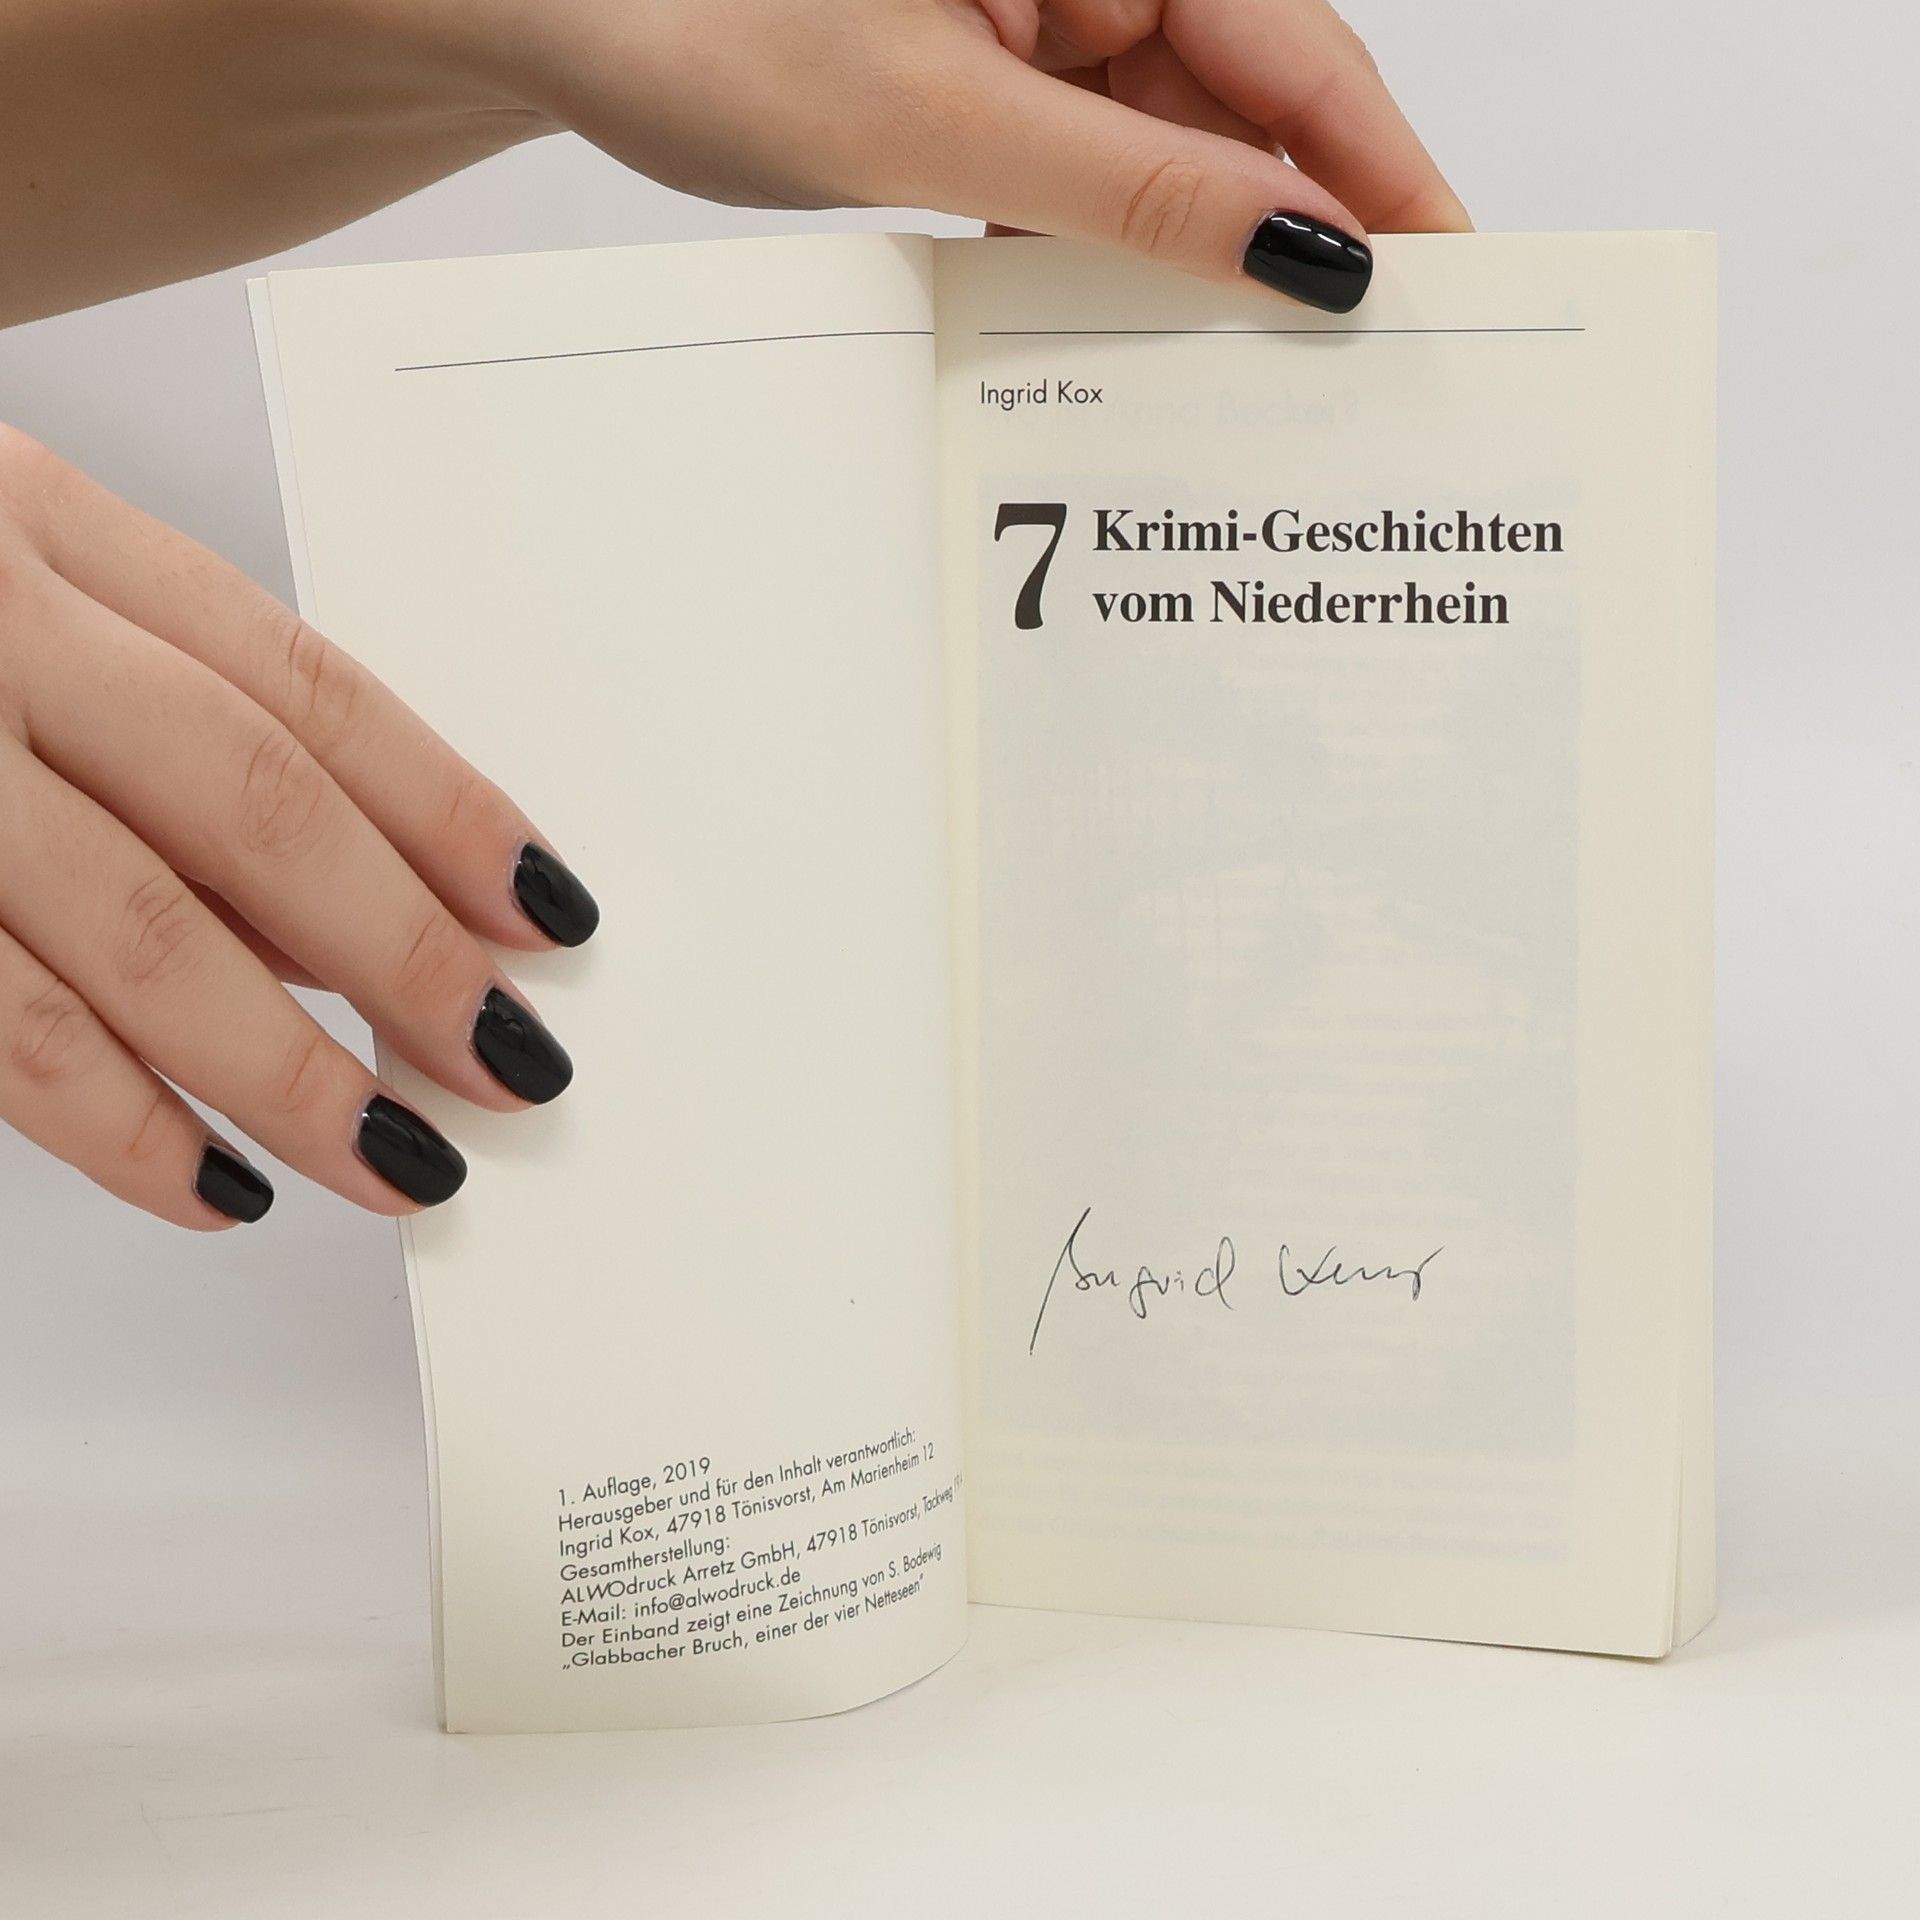 1. Auflage, 2019
Herausgeber und für den Inhalt verantwortlich:
Ingrid Kox, 47918 Tönisvorst, Am Marienheim 12
Gesamtherstellung:
ALWOdruck Arretz GmbH, 47918 Tönisvorst, Tackweg
E-Mail: info@alwodruck.de
Der Einband zeigt eine Zeichnung von S. Bodewig
„Glabbacher Bruch, einer der vier Netteseen"
Ingrid Kox
7 Krimi-Geschichten
vom Niederrhein
Ingrid